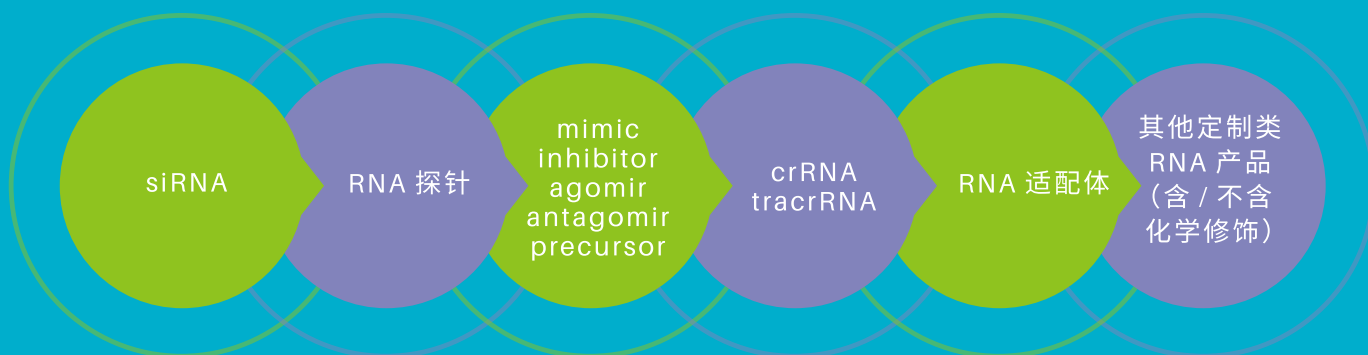 siRNA
RNA 探针
mimic
inhibitor
agomir
antagomir
precursor
crRNA
tracrRNA
RNA 适配体
其他定制类
RNA 产品
（含 / 不含
化学修饰）